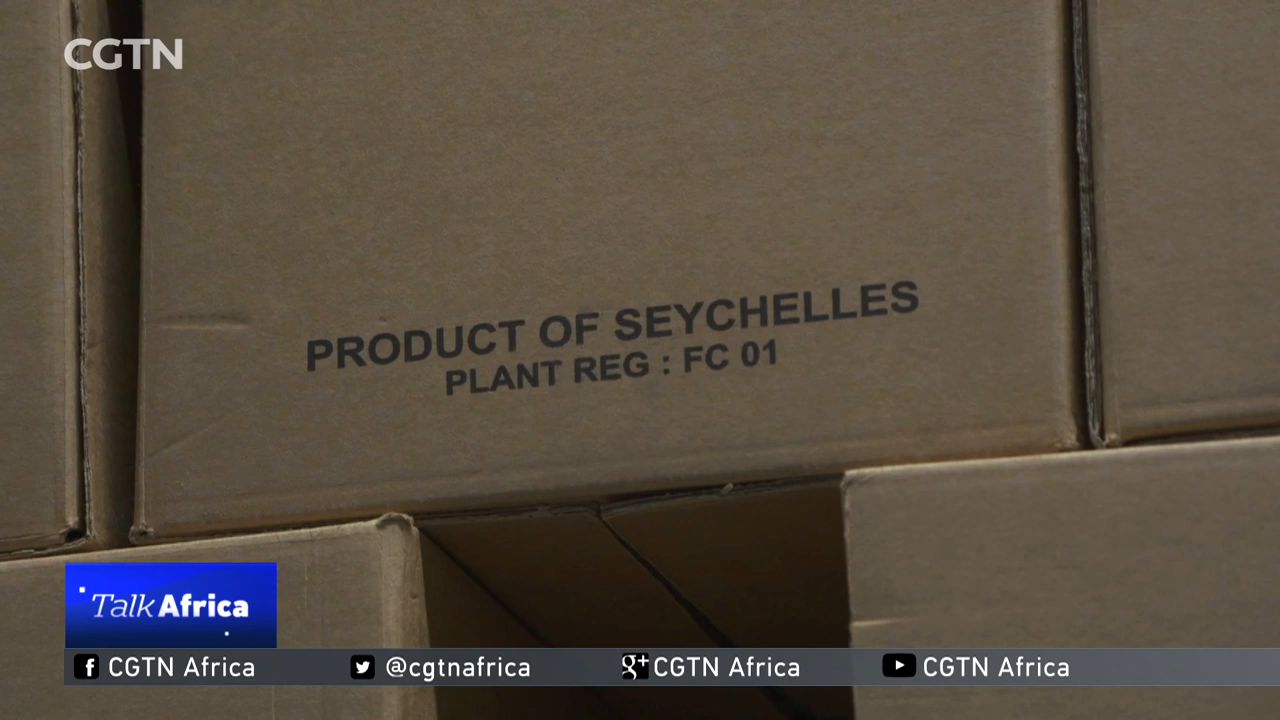 CGTN
PRODUCT OF SEYCHELLES
PLANT REG : FC 01
Talk Africa
f CGTN Africa
@cgtnafrica
g+ CGTN Africa
CGTN Africa